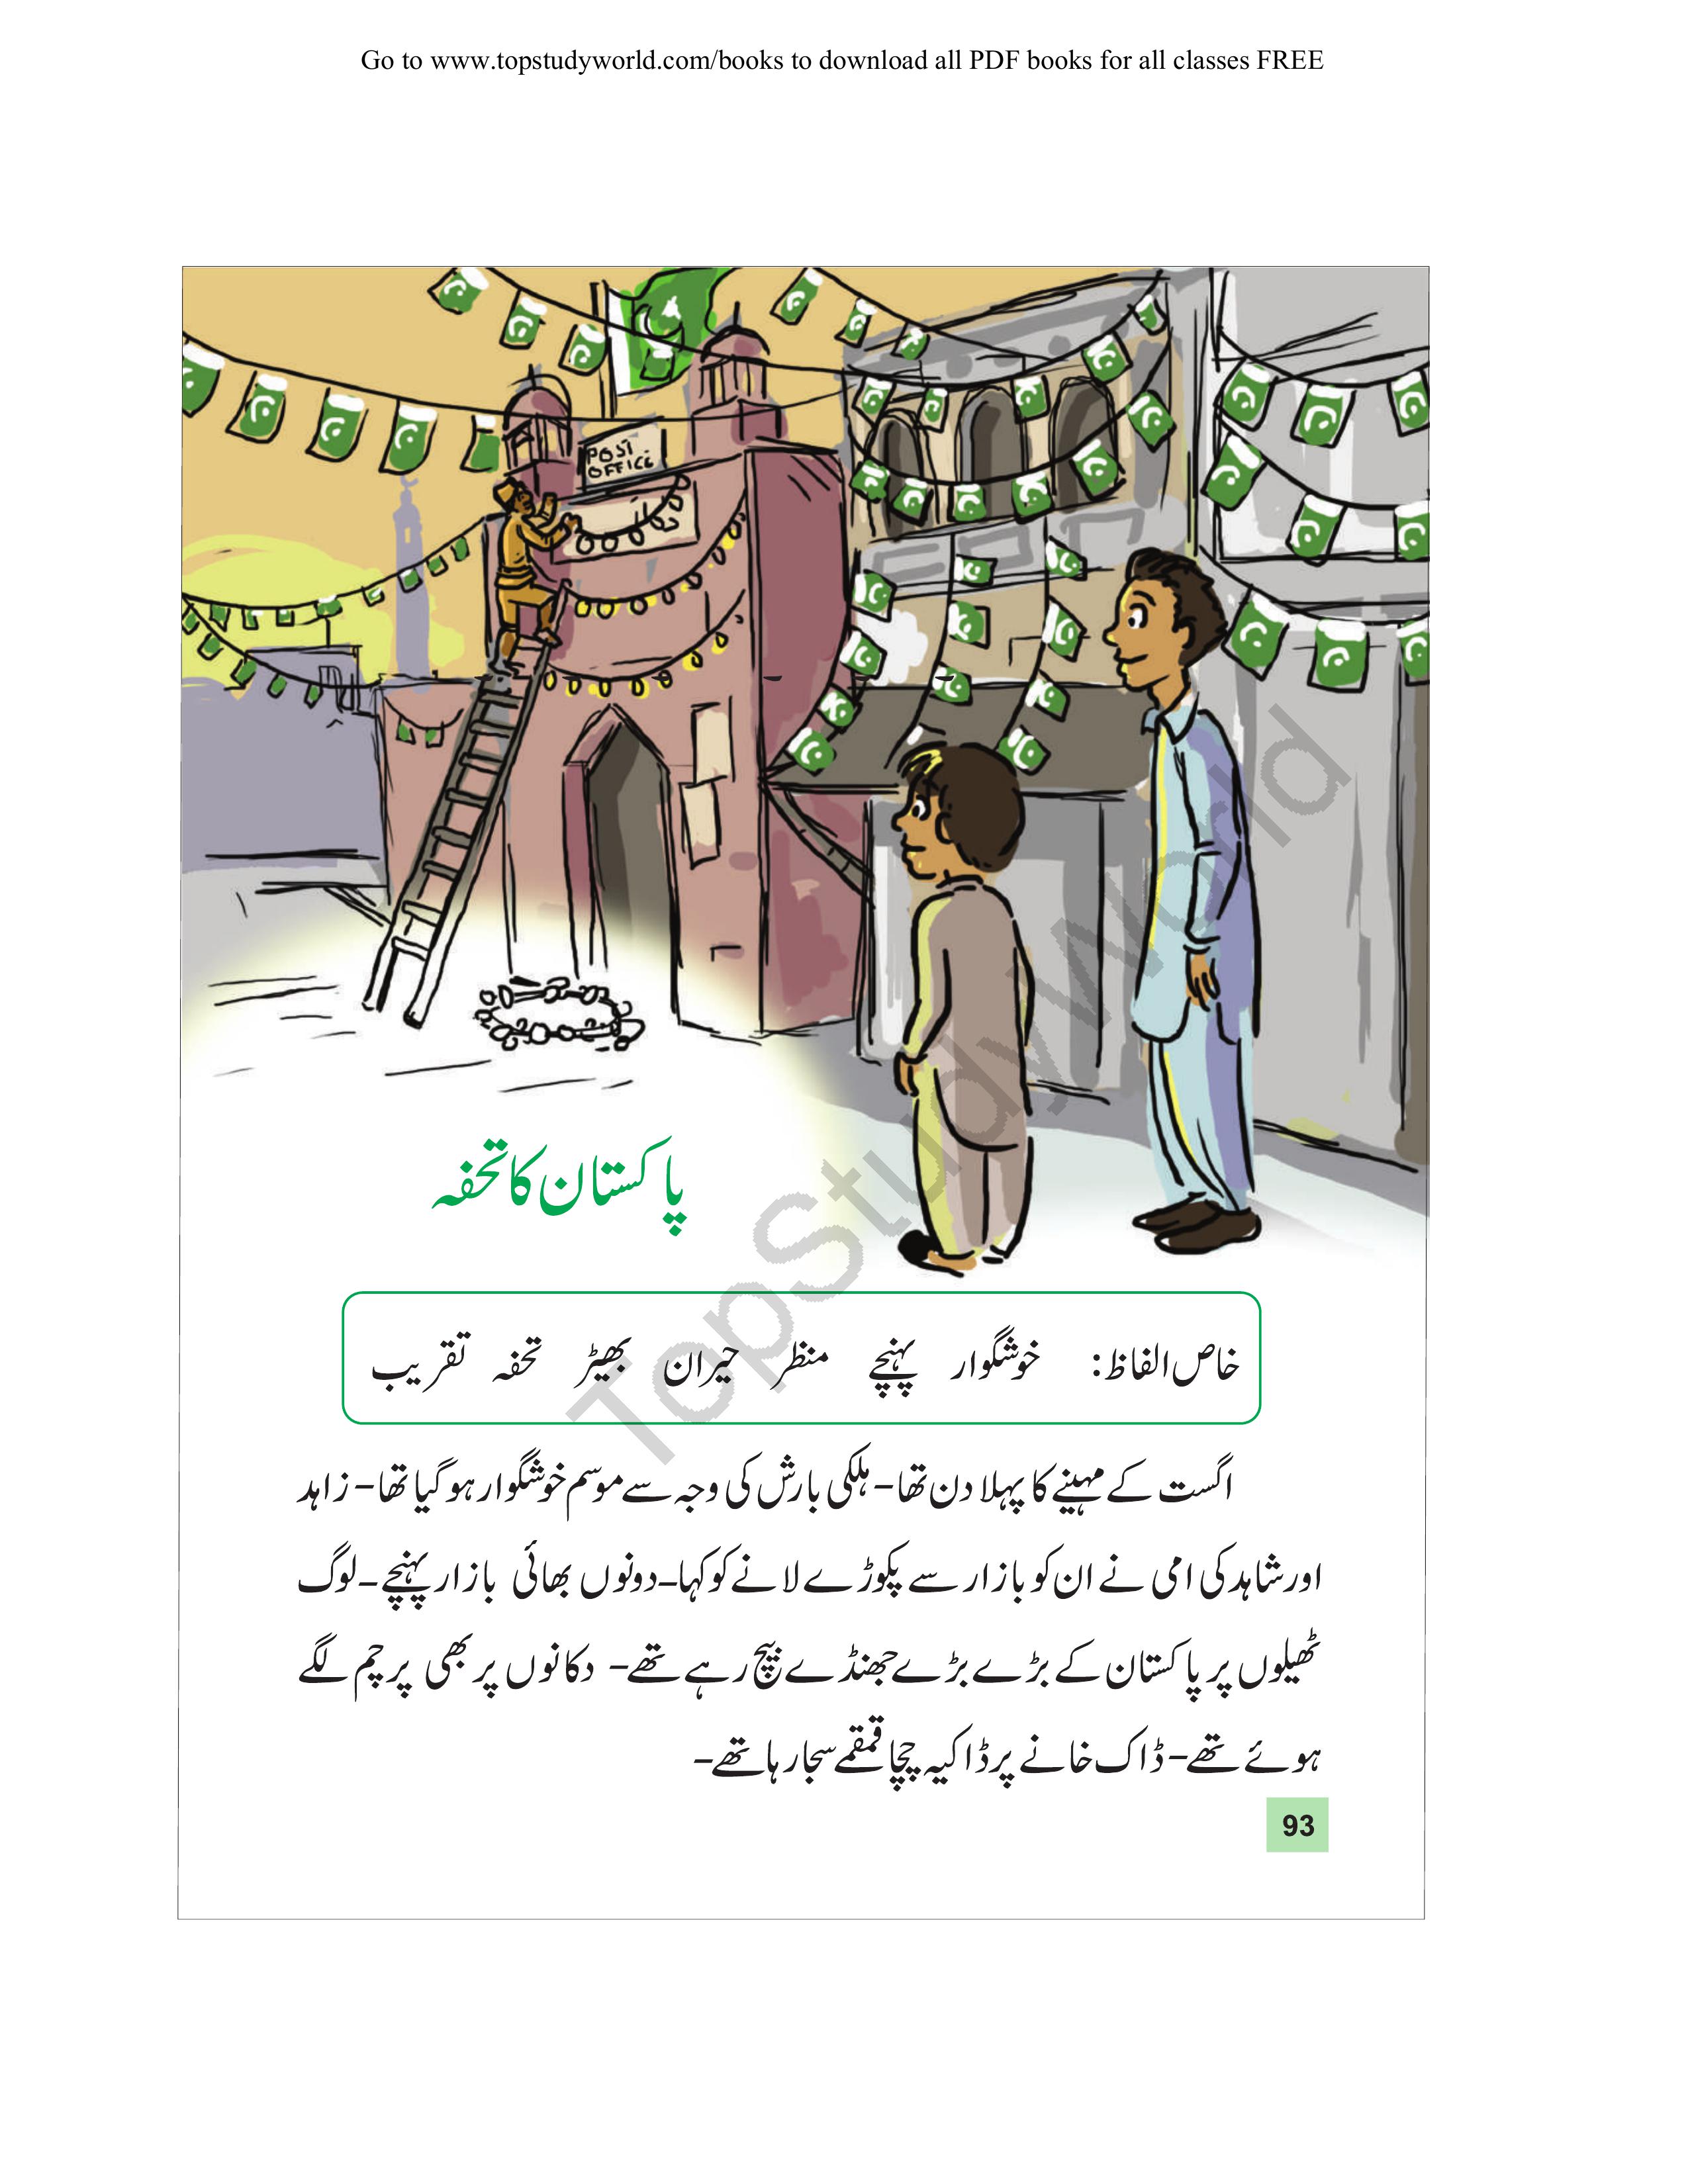 Go to www.topstudyworld.com/books to download all PDF books for all classes FREE
POST OFFICE
پاکستان کا تحفہ
خاص الفاظ: خوشگوار پہنچے منظر حیران بھیڑ تحفہ تقریب
اگست کے مہینے کا پہلا دن تھا۔ ہلکی بارش کی وجہ سے موسم خوشگوار ہو گیا تھا۔ زاہد
اور شاہد کی امی نے ان کو بازار سے پکوڑے لانے کو کہا۔ دونوں بھائی بازار پہنچے۔ لوگ
ٹھیلوں پر پاکستان کے بڑے بڑے جھنڈے بیچ رہے تھے۔ دکانوں پر بھی پرچم لگے
ہوئے تھے۔ ڈاک خانے پر ڈاکیہ چچا قمقمے سجا رہا تھے۔
93
TopStudyWorld